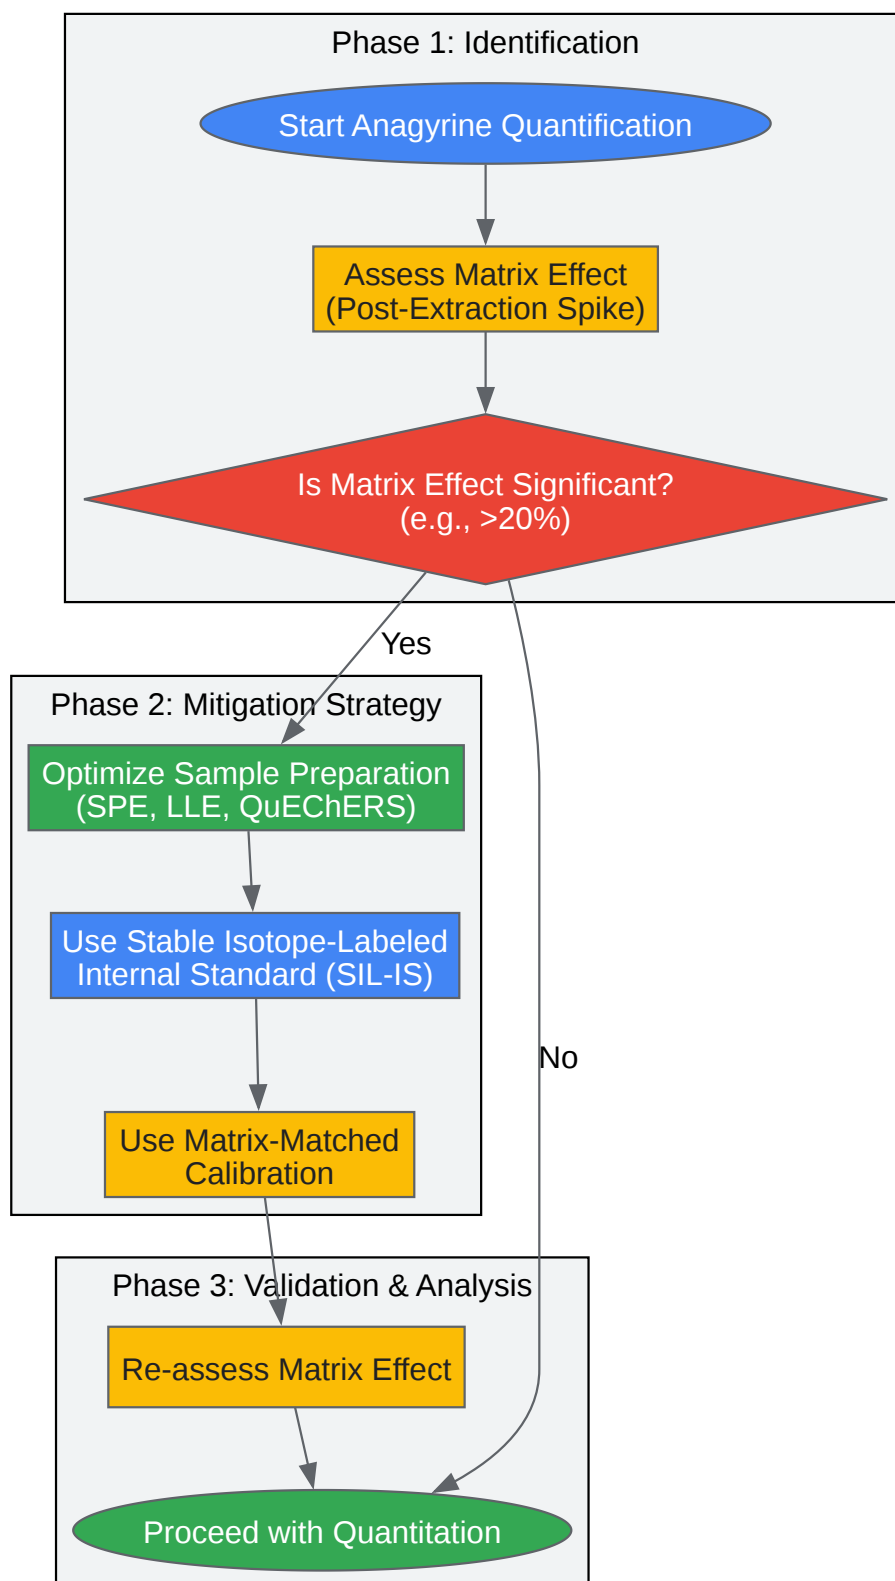 Phase 1: Identification
Start Anagyrine Quantification
Assess Matrix Effect
(Post-Extraction Spike)
Is Matrix Effect Significant?
(e.g., >20%)
Yes
Phase 2: Mitigation Strategy
Optimize Sample Preparation
(SPE, LLE, QuEChERS)
Use Stable Isotope-Labeled
Internal Standard (SIL-IS)
No
Use Matrix-Matched
Calibration
Phase 3: Validation & Analysis
Re-assess Matrix Effect
Proceed with Quantitation